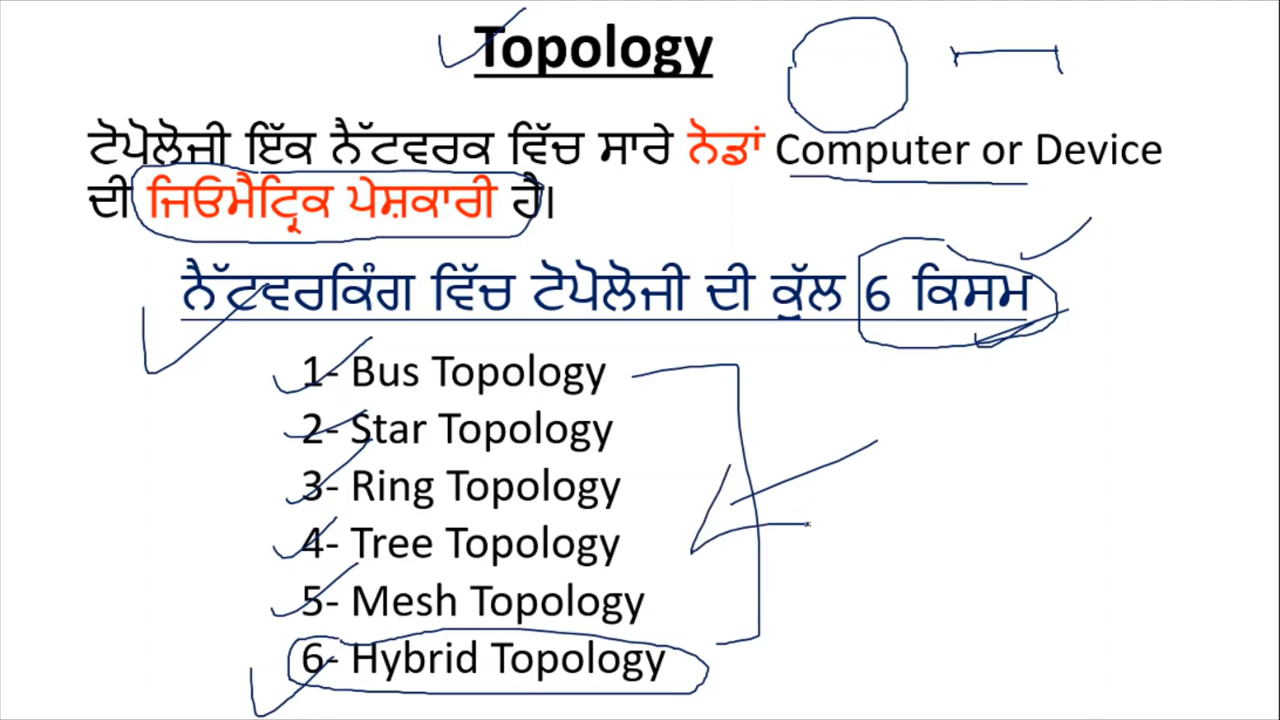 Topology
ਟੋਪੋਲੋਜੀ ਇੱਕ ਨੈੱਟਵਰਕ ਵਿੱਚ ਸਾਰੇ ਨੋਡਾਂ Computer or Device
ਦੀ ਜਿਓਮੈਟ੍ਰਿਕ ਪੇਸ਼ਕਾਰੀ ਹੈ।
ਨੈੱਟਵਰਕਿੰਗ ਵਿੱਚ ਟੋਪੋਲੋਜੀ ਦੀ ਕੁੱਲ 6 ਕਿਸਮ
1- Bus Topology
2- Star Topology
3- Ring Topology
4- Tree Topology
5- Mesh Topology
6- Hybrid Topology